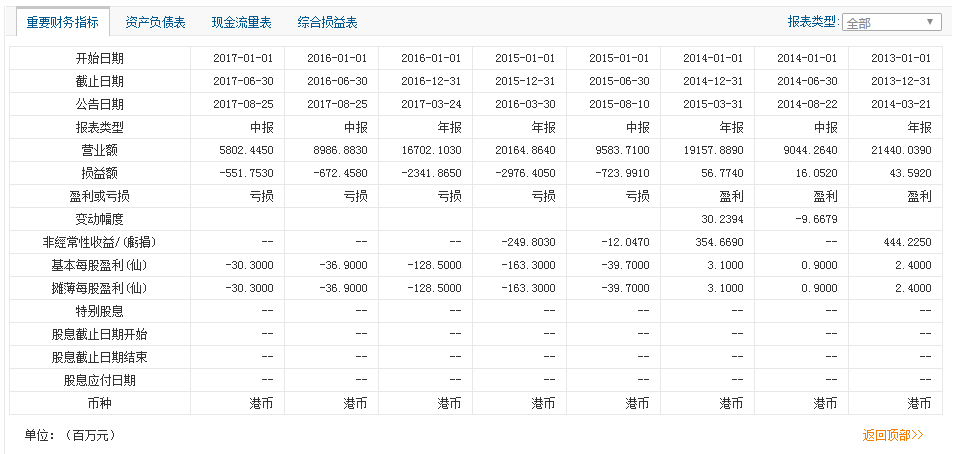 重要财务指标 资产负债表 现金流量表 综合损益表 报表类型: 全部
开始日期 2017-01-01 2016-01-01 2016-01-01 2015-01-01 2015-01-01 2014-01-01 2014-01-01 2013-01-01
截止日期 2017-06-30 2016-06-30 2016-12-31 2015-12-31 2015-06-30 2014-12-31 2014-06-30 2013-12-31
公告日期 2017-08-25 2017-08-25 2017-03-24 2016-03-30 2015-08-10 2015-03-31 2014-08-22 2014-03-21
报表类型 中报 中报 年报 年报 中报 年报 中报 年报
营业额 5802.4450 8986.8830 16702.1030 20164.8640 9583.7100 19157.8890 9044.2640 21440.0390
损益额 -551.7530 -672.4580 -2341.8650 -2976.4050 -723.9910 56.7740 16.0520 43.5920
盈利或亏损 亏损 亏损 亏损 亏损 亏损 盈利 盈利 盈利
变动幅度 30.2394 -9.6679
非經常性收益/(虧損) -- -- -- -249.8030 -12.0470 354.6690 -- 444.2250
基本每股盈利(仙) -30.3000 -36.9000 -128.5000 -163.3000 -39.7000 3.1000 0.9000 2.4000
摊薄每股盈利(仙) -30.3000 -36.9000 -128.5000 -163.3000 -39.7000 3.1000 0.9000 2.4000
特别股息 -- -- -- -- -- -- -- --
股息截止日期开始 -- -- -- -- -- -- -- --
股息截止日期结束 -- -- -- -- -- -- -- --
股息应付日期 -- -- -- -- -- -- -- --
币种 港币 港币 港币 港币 港币 港币 港币 港币
单位：（百万元） 返回顶部>>